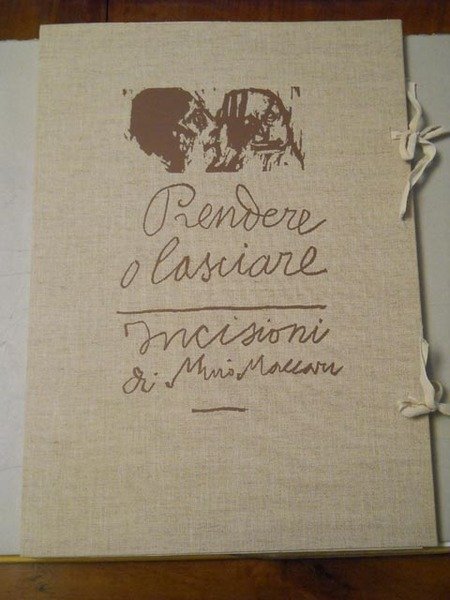 Prendere
o lasciare
Incisioni
di Mino Maccari